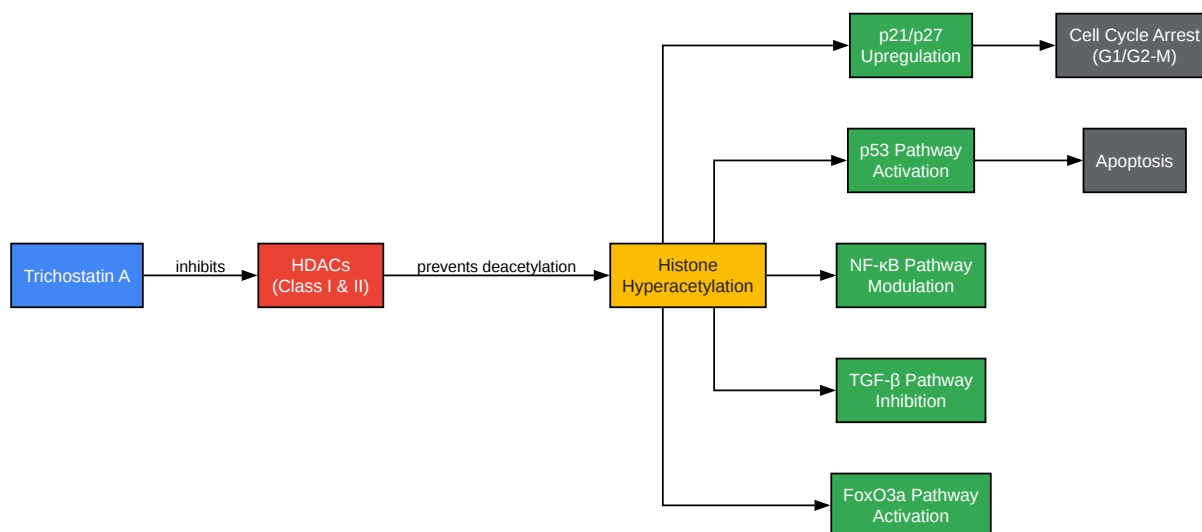 p21/p27
Upregulation
Cell Cycle Arrest
(G1/G2-M)
p53 Pathway
Activation
Apoptosis
Trichostatin A
inhibits
HDACs
(Class I & II)
prevents deacetylation
Histone
Hyperacetylation
NF-κB Pathway
Modulation
TGF-β Pathway
Inhibition
FoxO3a Pathway
Activation